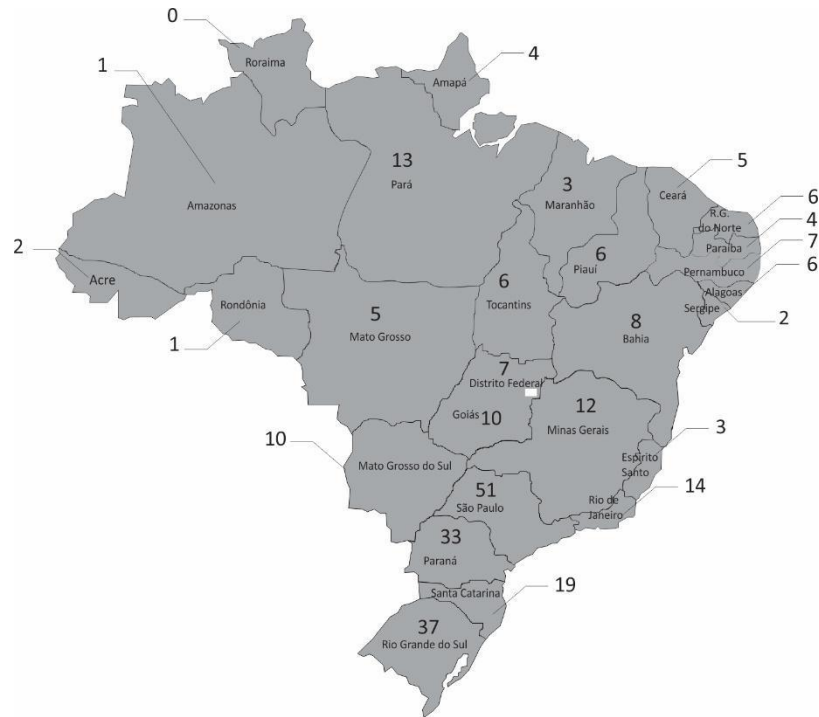 0
Roraima
1
4
Amapá
13
Pará
Amazonas
3
Maranhão
5
Ceará
6
R.G.
do Norte
4
Paraíba
7
Pernambuco
6
Alagoas
2
Sergipe
2
Acre
Rondônia
1
6
Piauí
6
Tocantins
5
Mato Grosso
8
Bahia
7
Distrito Federal
Goiás 10
12
Minas Gerais
3
Espírito
Santo
10
Mato Grosso do Sul
51
São Paulo
Rio de
Janeiro
14
33
Paraná
Santa Catarina
19
37
Rio Grande do Sul